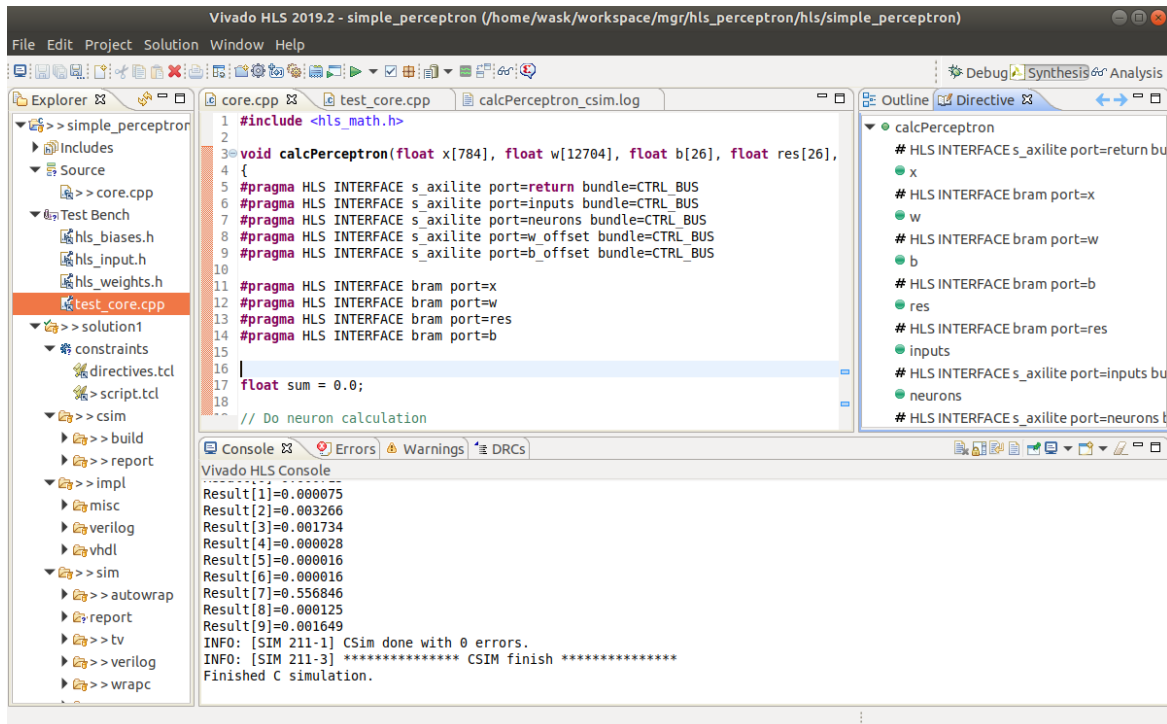 Vivado HLS 2019.2 - simple_perceptron (/home/wask/workspace/mgr/hls_perceptron/hls/simple_perceptron)
File Edit Project Solution Window Help
Debug Synthesis Analysis
Explorer
>> simple_perceptron
Includes
Source
>> core.cpp
Test Bench
hls_biases.h
hls_input.h
hls_weights.h
test_core.cpp
>> solution1
constraints
directives.tcl
> script.tcl
>> csim
>> build
>> report
>> impl
misc
verilog
vhdl
>> sim
>> autowrap
report
>> tv
>> verilog
>> wrapc
core.cpp test_core.cpp calcPerceptron_csim.log
1 #include <hls_math.h>
2
3 void calcPerceptron(float x[784], float w[12704], float b[26], float res[26],
4 {
5 #pragma HLS INTERFACE s_axilite port=return bundle=CTRL_BUS
6 #pragma HLS INTERFACE s_axilite port=inputs bundle=CTRL_BUS
7 #pragma HLS INTERFACE s_axilite port=neurons bundle=CTRL_BUS
8 #pragma HLS INTERFACE s_axilite port=w_offset bundle=CTRL_BUS
9 #pragma HLS INTERFACE s_axilite port=b_offset bundle=CTRL_BUS
10
11 #pragma HLS INTERFACE bram port=x
12 #pragma HLS INTERFACE bram port=w
13 #pragma HLS INTERFACE bram port=res
14 #pragma HLS INTERFACE bram port=b
15
16
17 float sum = 0.0;
18
// Do neuron calculation
Outline Directive
calcPerceptron
# HLS INTERFACE s_axilite port=return bu
x
# HLS INTERFACE bram port=x
w
# HLS INTERFACE bram port=w
b
# HLS INTERFACE bram port=b
res
# HLS INTERFACE bram port=res
inputs
# HLS INTERFACE s_axilite port=inputs bu
neurons
# HLS INTERFACE s_axilite port=neurons b
Console Errors Warnings DRCs
Vivado HLS Console
Result[1]=0.000075
Result[2]=0.003266
Result[3]=0.001734
Result[4]=0.000028
Result[5]=0.000016
Result[6]=0.000016
Result[7]=0.556846
Result[8]=0.000125
Result[9]=0.001649
INFO: [SIM 211-1] CSim done with 0 errors.
INFO: [SIM 211-3] *************** CSIM finish ***************
Finished C simulation.